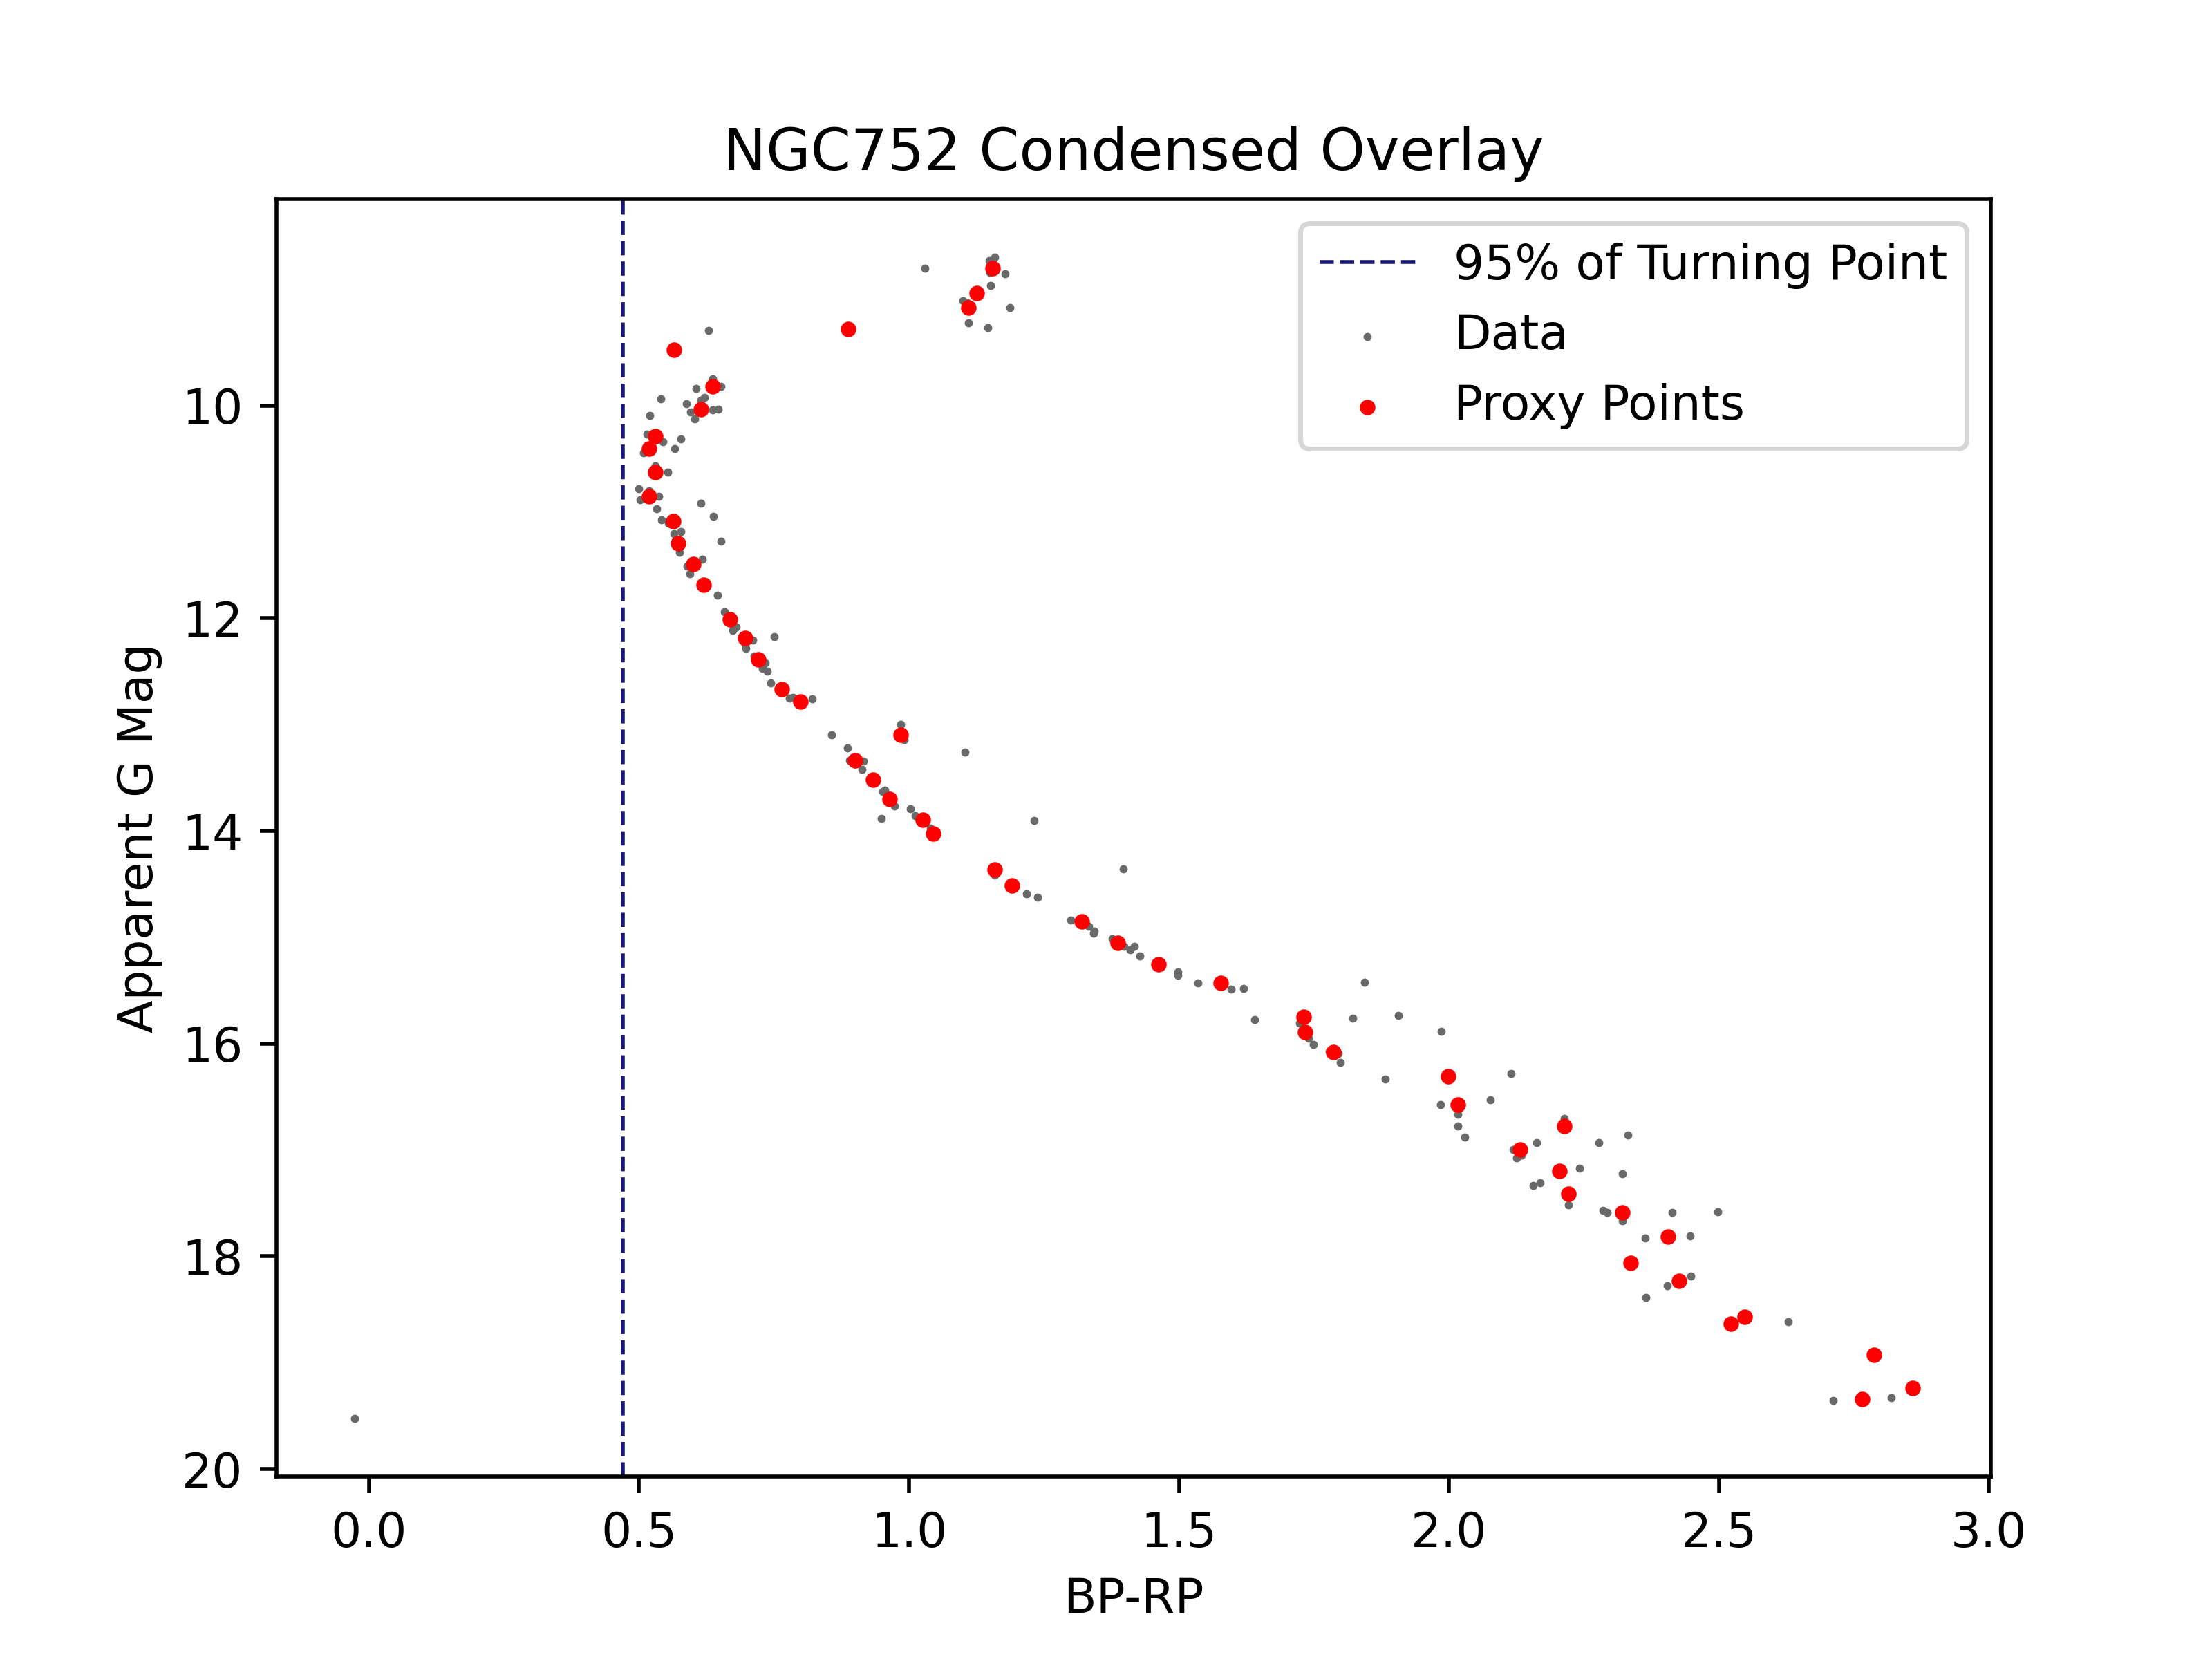 NGC752 Condensed Overlay
95% of Turning Point
Data
Proxy Points
Apparent G Mag
10
12
14
16
18
20
0.0 0.5 1.0 1.5 2.0 2.5 3.0
BP-RP